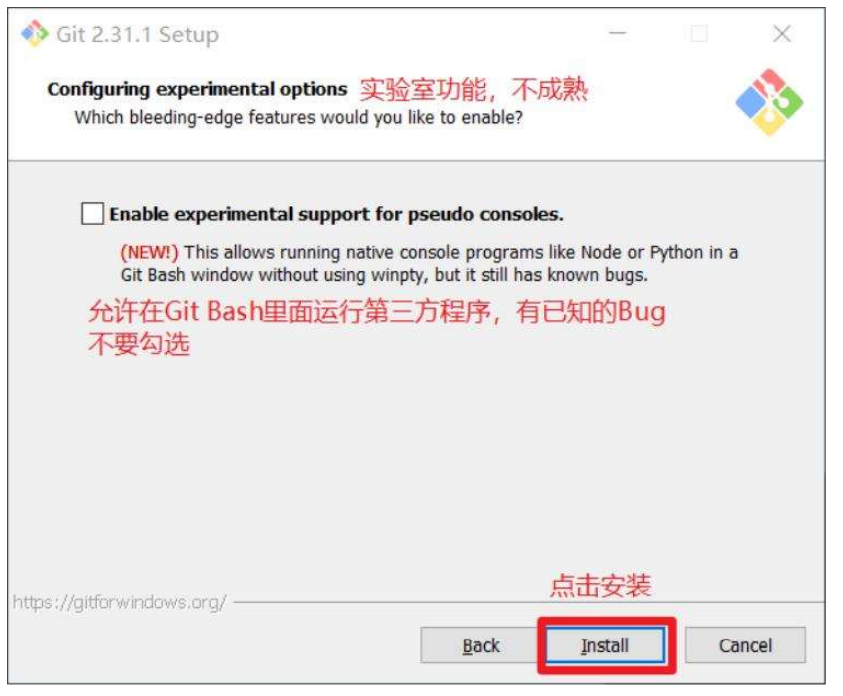 Git 2.31.1 Setup
Configuring experimental options 实验室功能，不成熟
Which bleeding-edge features would you like to enable?
Enable experimental support for pseudo consoles.
(NEW!) This allows running native console programs like Node or Python in a
Git Bash window without using winpty, but it still has known bugs.
允许在Git Bash里面运行第三方程序，有已知的Bug
不要勾选
点击安装
https://gitforwindows.org/
Back Install Cancel